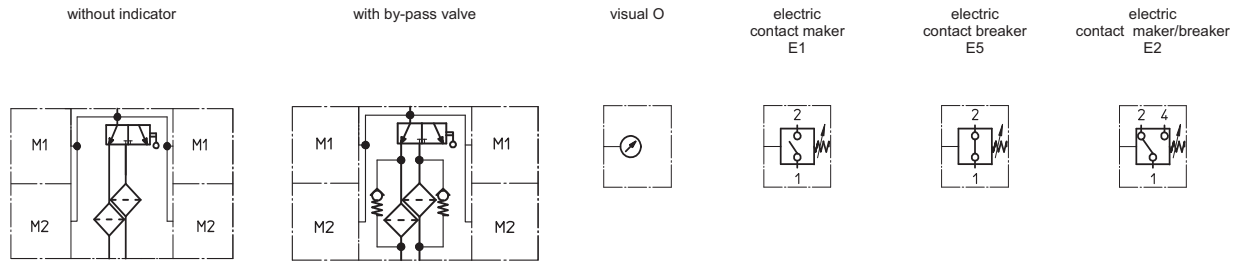 without indicator
with by-pass valve
visual O
electric
contact maker
E1
electric
contact breaker
E5
electric
contact maker/breaker
E2
M1
M1
M2
M2
M1
M1
M2
M2
2
1
2
1
2 4
1